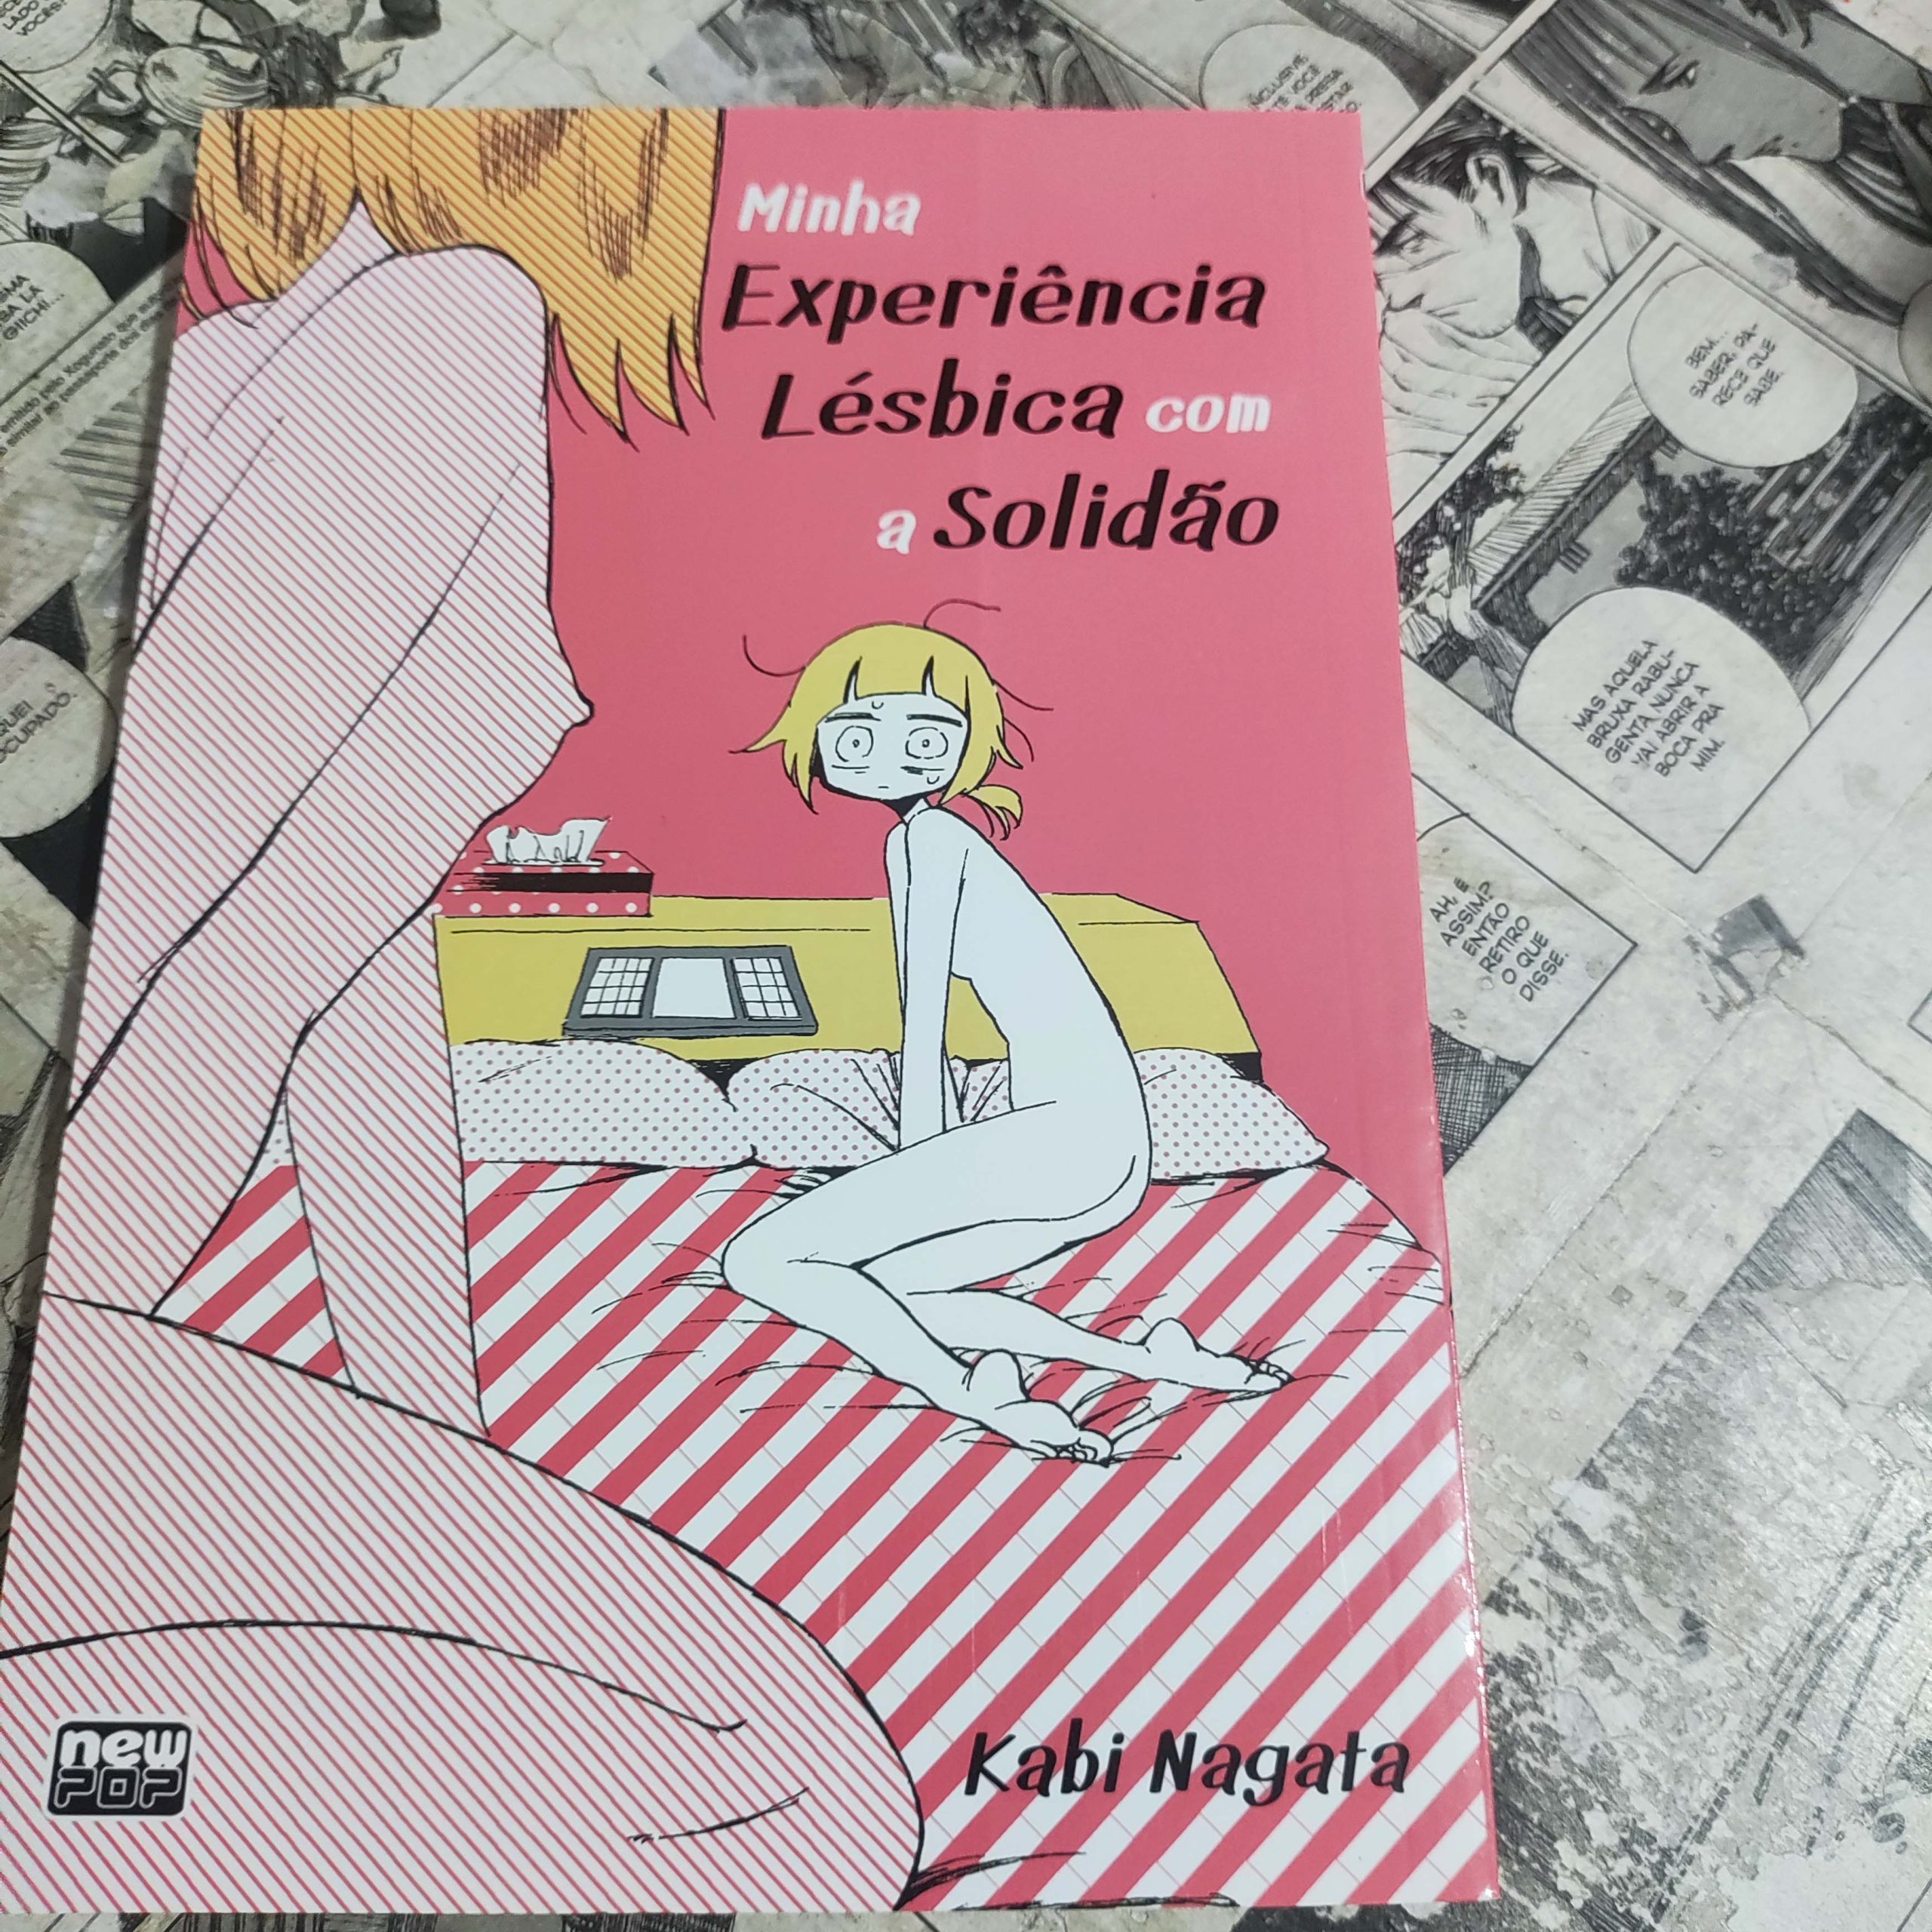 Minha
Experiência
Lésbica com
a Solidão
Kabi Nagata
new
POP
BEM...
SABER, PA-
RECE QUE
SABE.
MAS AQUELA
BRUXA RABU-
GENTA NUNCA
VAI ABRIR A
BOCA PRA
MIM.
AH, É
ASSIM?
ENTÃO
RETIRO
O QUE
DISSE.
OCUPADO.